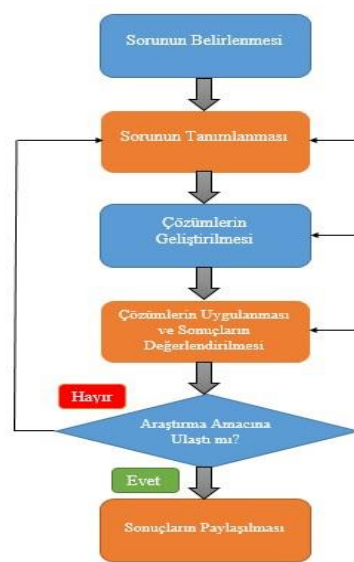 Sorunun Belirlenmesi
Sorunun Tanımlanması
Çözümlerin
Geliştirilmesi
Çözümlerin Uygulanması
ve Sonuçların
Değerlendirilmesi
Hayır
Araştırma Amacına
Ulaştı mı?
Evet
Sonuçların Paylaşılması